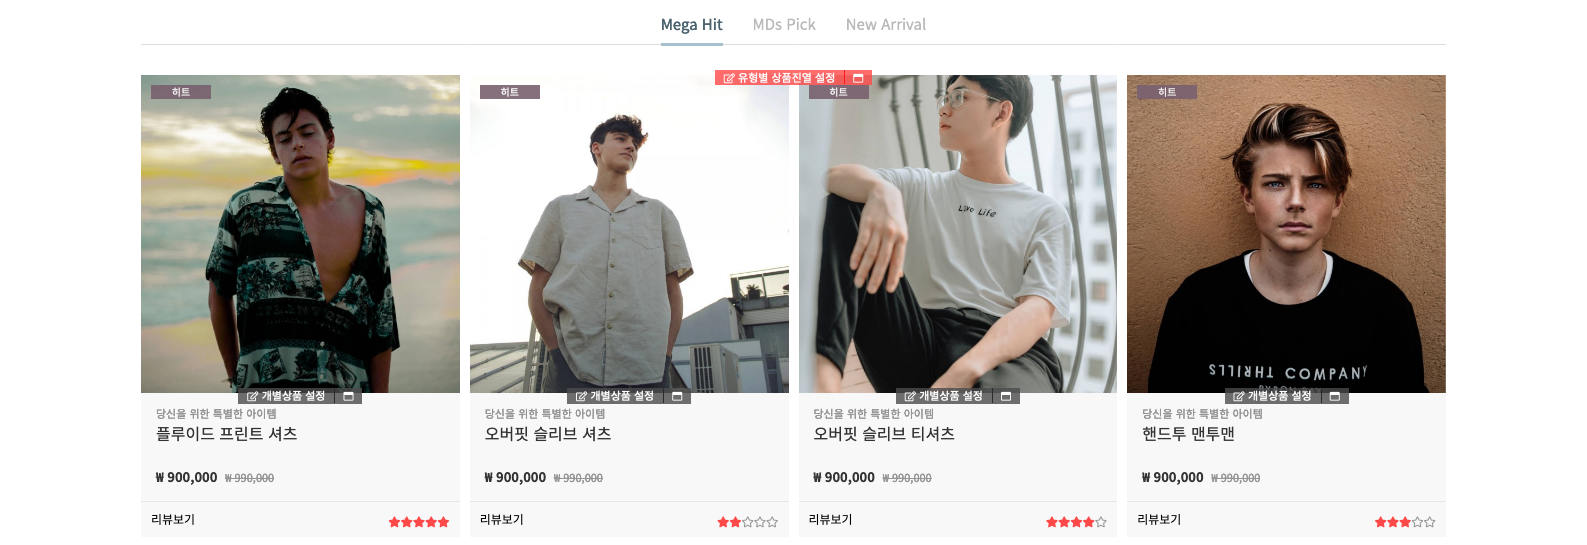 Mega Hit MDs Pick New Arrival
유형별 상품진열 설정
히트 히트 히트 히트
Live Life
THRILLS COMPANY
개별상품 설정 개별상품 설정 개별상품 설정 개별상품 설정
당신을 위한 특별한 아이템 당신을 위한 특별한 아이템 당신을 위한 특별한 아이템 당신을 위한 특별한 아이템
플루이드 프린트 셔츠 오버핏 슬리브 셔츠 오버핏 슬리브 티셔츠 핸드투 맨투맨
₩ 900,000 ₩ 990,000 ₩ 900,000 ₩ 990,000 ₩ 900,000 ₩ 990,000 ₩ 900,000 ₩ 990,000
리뷰보기 리뷰보기 리뷰보기 리뷰보기